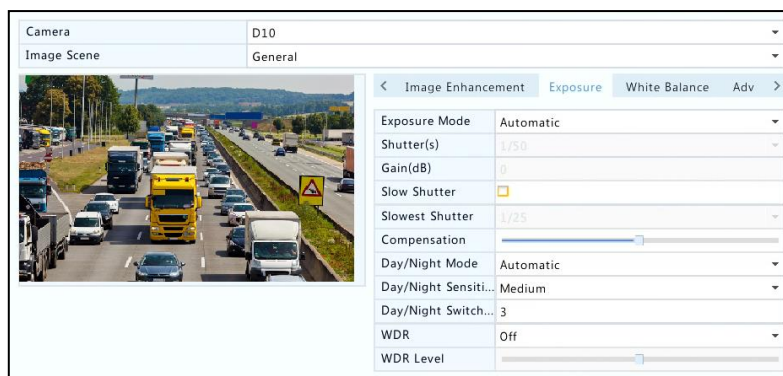 Camera D10
Image Scene General
< Image Enhancement Exposure White Balance Adv >
Exposure Mode Automatic
Shutter(s) 1/50
Gain(dB) 0
Slow Shutter
Slowest Shutter 1/25
Compensation
Day/Night Mode Automatic
Day/Night Sensiti... Medium
Day/Night Switch... 3
WDR Off
WDR Level